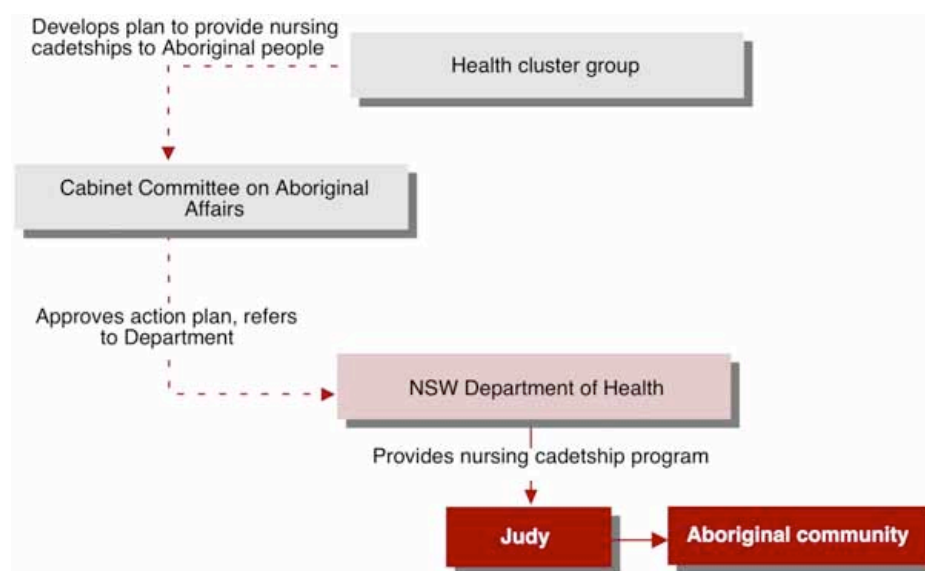 Develops plan to provide nursing
cadetships to Aboriginal people
Health cluster group
Cabinet Committee on Aboriginal
Affairs
Approves action plan, refers
to Department
NSW Department of Health
Provides nursing cadetship program
Judy
Aboriginal community